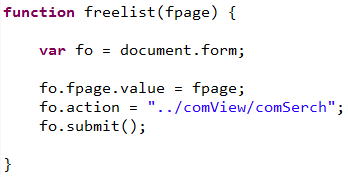 function freelist(fpage) {
var fo = document.form;
fo.fpage.value = fpage;
fo.action = "../comView/comSerch";
fo.submit();
}